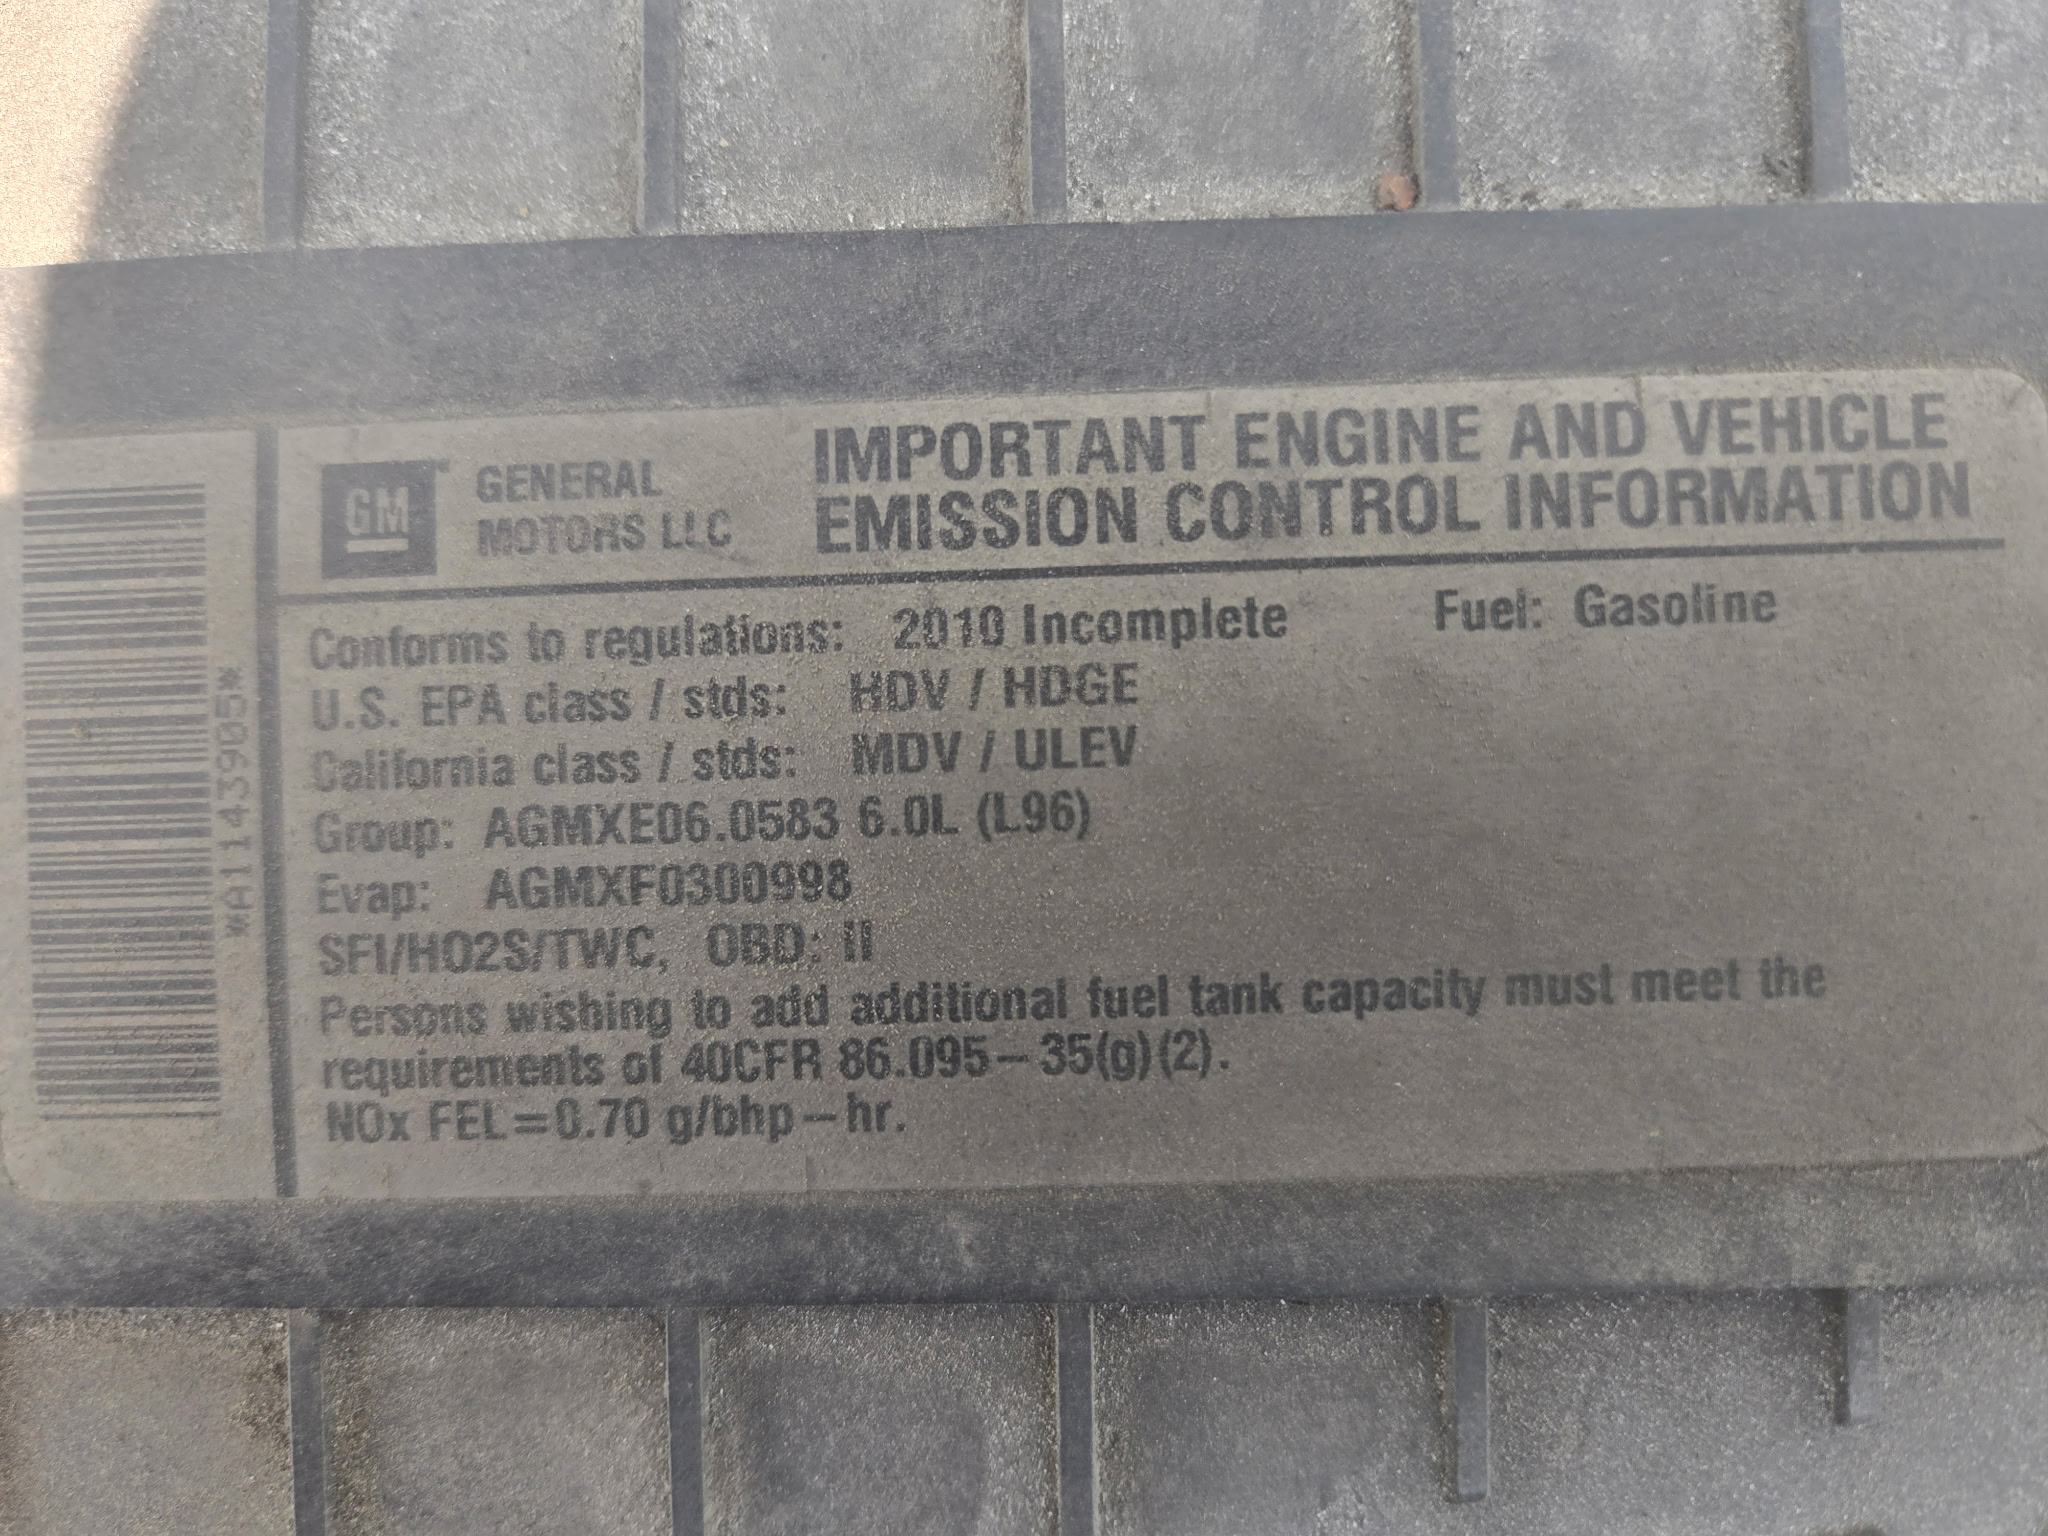 *A1143905*
GM
GENERAL
MOTORS LLC
IMPORTANT ENGINE AND VEHICLE
EMISSION CONTROL INFORMATION
Conforms to regulations: 2010 Incomplete Fuel: Gasoline
U.S. EPA class / stds: HDV / HDGE
California class / stds: MDV / ULEV
Group: AGMXE06.0583 6.0L (L96)
Evap: AGMXF0300998
SFI/HO2S/TWC, OBD: II
Persons wishing to add additional fuel tank capacity must meet the
requirements of 40CFR 86.095–35(g)(2).
NOx FEL=0.70 g/bhp–hr.